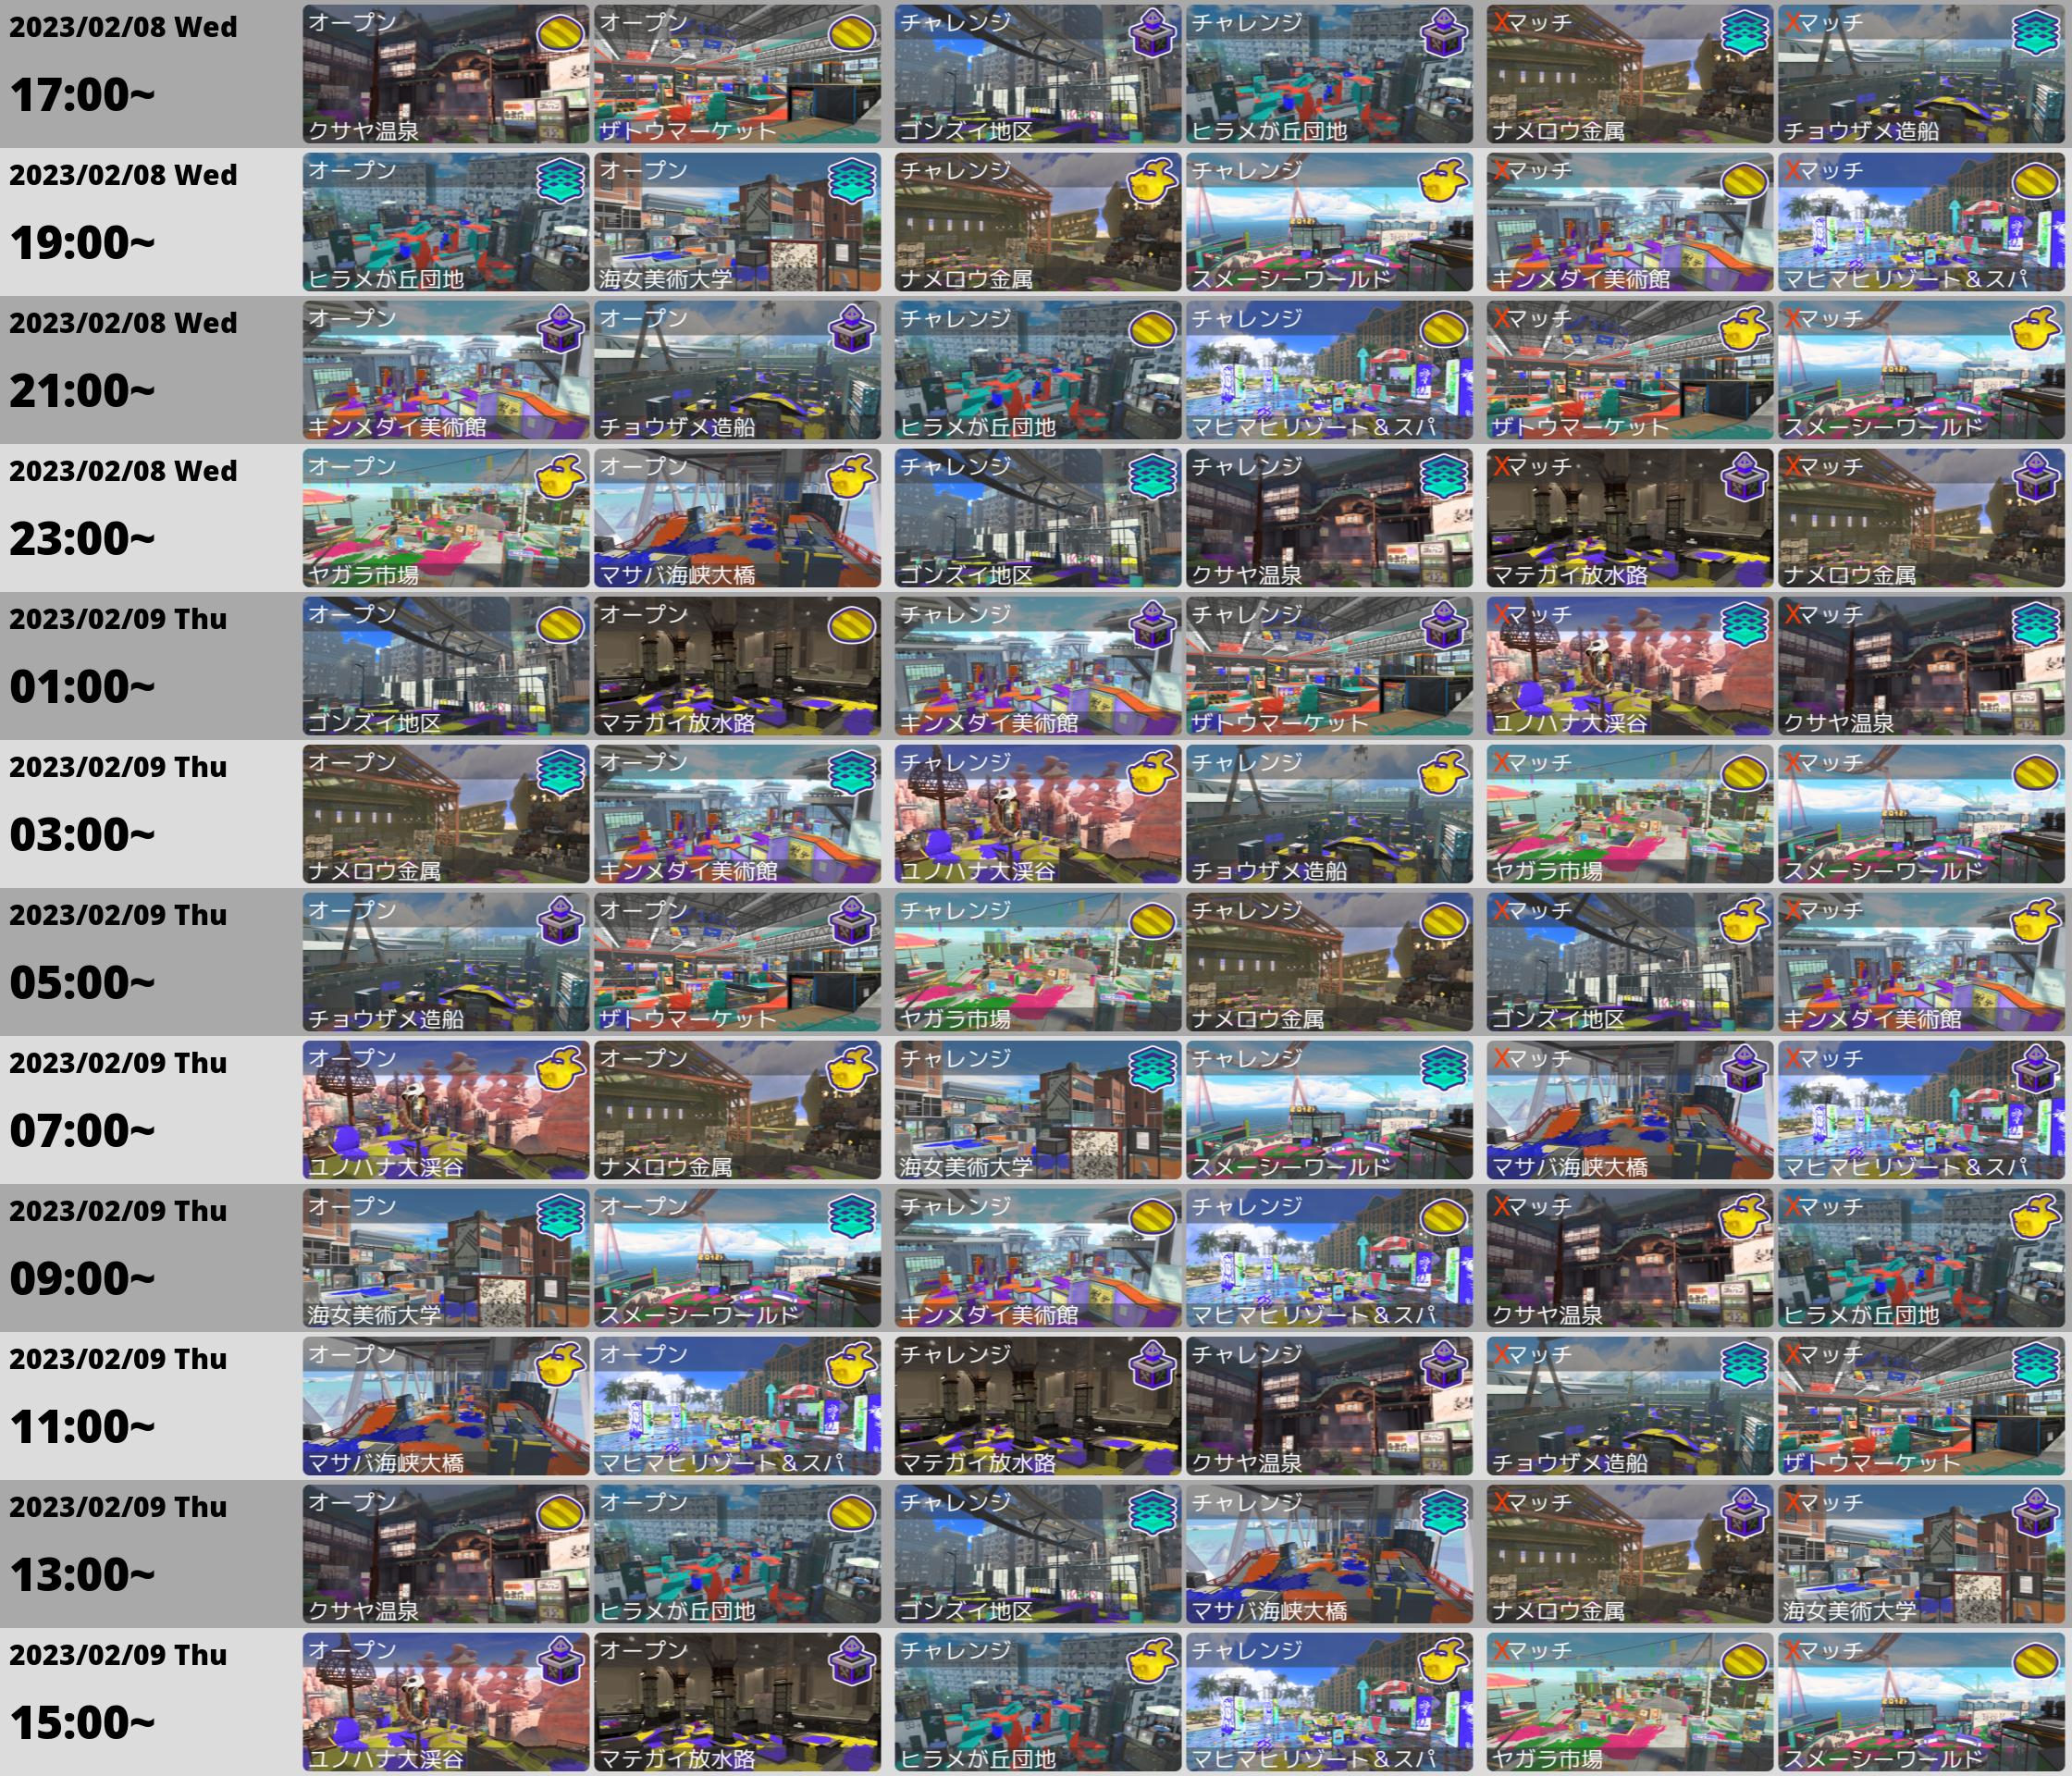 2023/02/08 Wed
17:00~
オープン オープン チャレンジ チャレンジ Xマッチ Xマッチ
クサヤ温泉 ザトウマーケット ゴンズイ地区 ヒラメが丘団地 ナメロウ金属 チョウザメ造船
2023/02/08 Wed
19:00~
オープン オープン チャレンジ チャレンジ Xマッチ Xマッチ
ヒラメが丘団地 海女美術大学 ナメロウ金属 スメーシーワールド キンメダイ美術館 マヒマヒリゾート＆スパ
2023/02/08 Wed
21:00~
オープン オープン チャレンジ チャレンジ Xマッチ Xマッチ
キンメダイ美術館 チョウザメ造船 ヒラメが丘団地 マヒマヒリゾート＆スパ ザトウマーケット スメーシーワールド
2023/02/08 Wed
23:00~
オープン オープン チャレンジ チャレンジ Xマッチ Xマッチ
ヤガラ市場 マサバ海峡大橋 ゴンズイ地区 クサヤ温泉 マテガイ放水路 ナメロウ金属
2023/02/09 Thu
01:00~
オープン オープン チャレンジ チャレンジ Xマッチ Xマッチ
ゴンズイ地区 マテガイ放水路 キンメダイ美術館 ザトウマーケット ユノハナ大渓谷 クサヤ温泉
2023/02/09 Thu
03:00~
オープン オープン チャレンジ チャレンジ Xマッチ Xマッチ
ナメロウ金属 キンメダイ美術館 ユノハナ大渓谷 チョウザメ造船 ヤガラ市場 スメーシーワールド
2023/02/09 Thu
05:00~
オープン オープン チャレンジ チャレンジ Xマッチ Xマッチ
チョウザメ造船 ザトウマーケット ヤガラ市場 ナメロウ金属 ゴンズイ地区 キンメダイ美術館
2023/02/09 Thu
07:00~
オープン オープン チャレンジ チャレンジ Xマッチ Xマッチ
ユノハナ大渓谷 ナメロウ金属 海女美術大学 スメーシーワールド マサバ海峡大橋 マヒマヒリゾート＆スパ
2023/02/09 Thu
09:00~
オープン オープン チャレンジ チャレンジ Xマッチ Xマッチ
海女美術大学 スメーシーワールド キンメダイ美術館 マヒマヒリゾート＆スパ クサヤ温泉 ヒラメが丘団地
2023/02/09 Thu
11:00~
オープン オープン チャレンジ チャレンジ Xマッチ Xマッチ
マサバ海峡大橋 マヒマヒリゾート＆スパ マテガイ放水路 クサヤ温泉 チョウザメ造船 ザトウマーケット
2023/02/09 Thu
13:00~
オープン オープン チャレンジ チャレンジ Xマッチ Xマッチ
クサヤ温泉 ヒラメが丘団地 ゴンズイ地区 マサバ海峡大橋 ナメロウ金属 海女美術大学
2023/02/09 Thu
15:00~
オープン オープン チャレンジ チャレンジ Xマッチ Xマッチ
ユノハナ大渓谷 マテガイ放水路 ヒラメが丘団地 マヒマヒリゾート＆スパ ヤガラ市場 スメーシーワールド